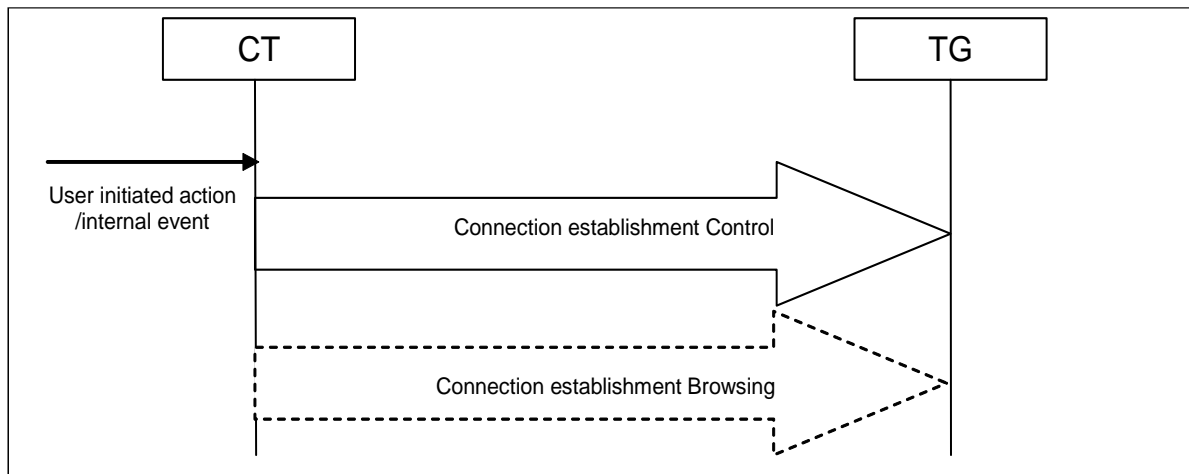 CT
TG
User initiated action
/internal event
Connection establishment Control
Connection establishment Browsing